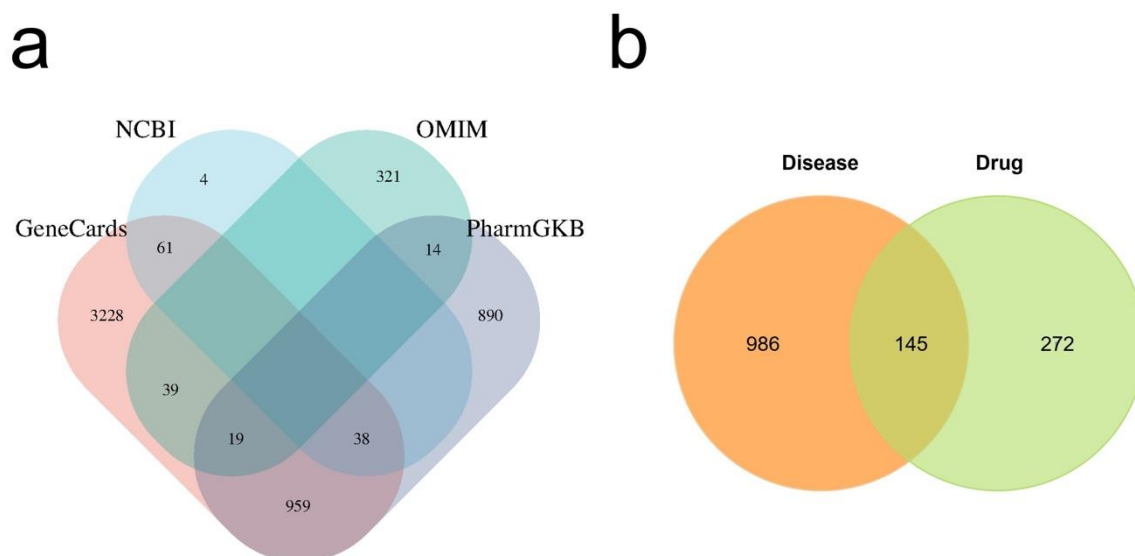 a
b
NCBI
OMIM
4
321
Disease
Drug
GeneCards
PharmGKB
61
14
3228
890
986
145
272
39
19
38
959